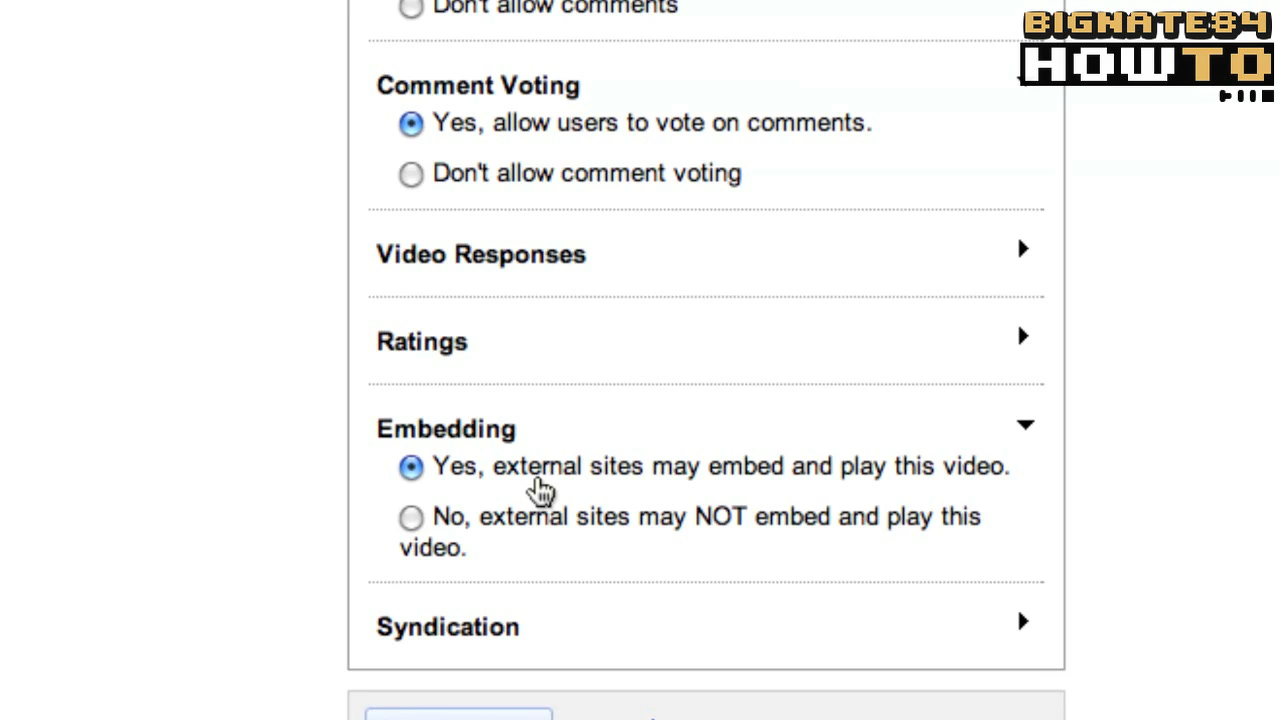 Don't allow comments
BIGNATE84
HOWTO
Comment Voting
Yes, allow users to vote on comments.
Don't allow comment voting
Video Responses
Ratings
Embedding
Yes, external sites may embed and play this video.
No, external sites may NOT embed and play this
video.
Syndication